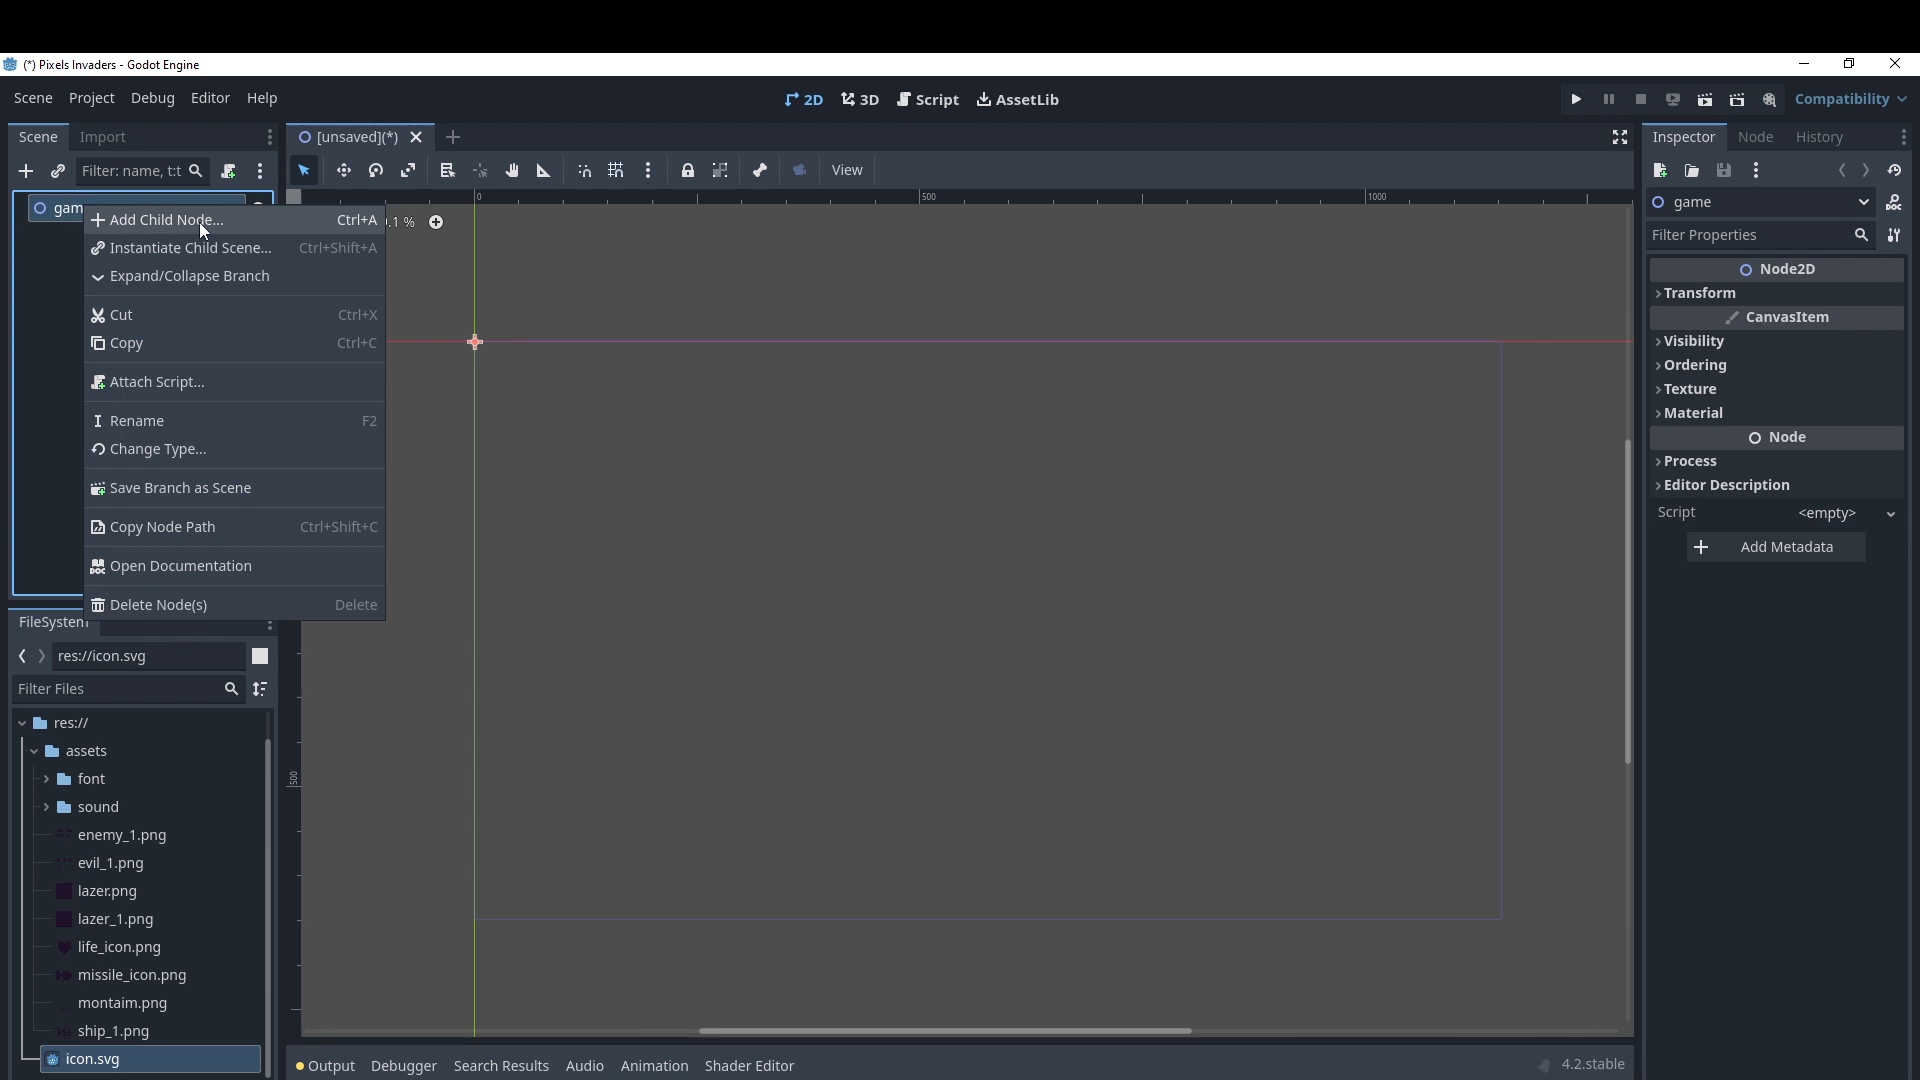 (*) Pixels Invaders - Godot Engine
Scene Project Debug Editor Help
2D 3D Script AssetLib
Compatibility
Scene Import
[unsaved](*)
Inspector Node History
Filter: name, t:t
View
game
0 500 1000
gam
.1 %
Filter Properties
Add Child Node... Ctrl+A
Instantiate Child Scene... Ctrl+Shift+A
Expand/Collapse Branch
Cut Ctrl+X
Copy Ctrl+C
Attach Script...
Rename F2
Change Type...
Save Branch as Scene
Copy Node Path Ctrl+Shift+C
Open Documentation
Delete Node(s) Delete
Node2D
Transform
CanvasItem
Visibility
Ordering
Texture
Material
Node
Process
Editor Description
Script <empty>
Add Metadata
FileSystem
res://icon.svg
Filter Files
res://
assets
font
sound
enemy_1.png
evil_1.png
lazer.png
lazer_1.png
life_icon.png
missile_icon.png
montaim.png
ship_1.png
icon.svg
500
Output Debugger Search Results Audio Animation Shader Editor
4.2.stable